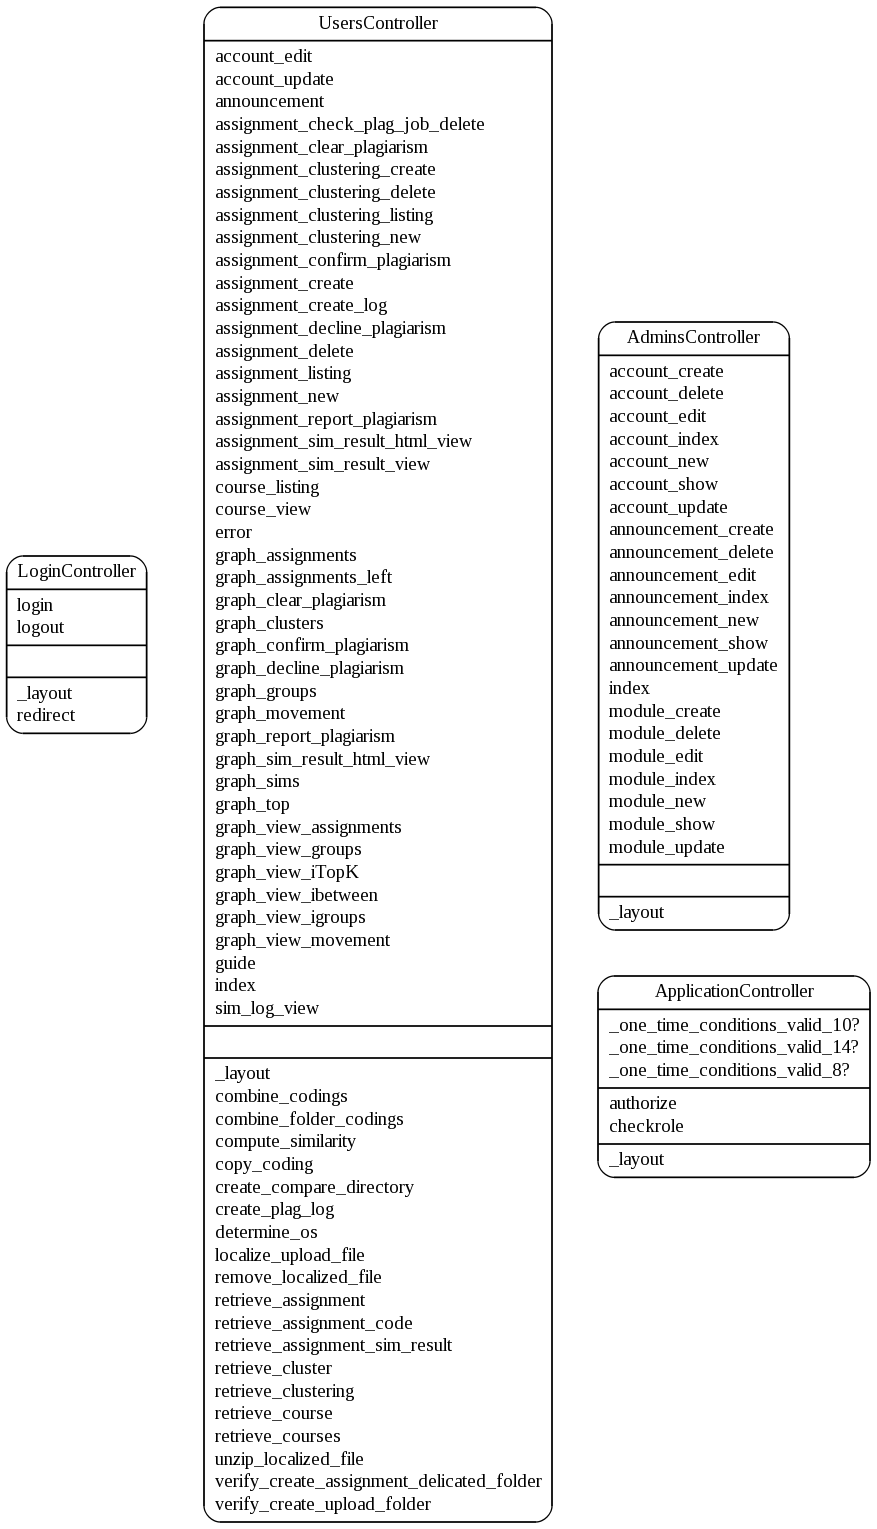 UsersController
account_edit
account_update
announcement
assignment_check_plag_job_delete
assignment_clear_plagiarism
assignment_clustering_create
assignment_clustering_delete
assignment_clustering_listing
assignment_clustering_new
assignment_confirm_plagiarism
assignment_create
assignment_create_log
assignment_decline_plagiarism
assignment_delete
assignment_listing
assignment_new
assignment_report_plagiarism
assignment_sim_result_html_view
assignment_sim_result_view
course_listing
course_view
error
graph_assignments
graph_assignments_left
graph_clear_plagiarism
graph_clusters
graph_confirm_plagiarism
graph_decline_plagiarism
graph_groups
graph_movement
graph_report_plagiarism
graph_sim_result_html_view
graph_sims
graph_top
graph_view_assignments
graph_view_groups
graph_view_iTopK
graph_view_ibetween
graph_view_igroups
graph_view_movement
guide
index
sim_log_view
_layout
combine_codings
combine_folder_codings
compute_similarity
copy_coding
create_compare_directory
create_plag_log
determine_os
localize_upload_file
remove_localized_file
retrieve_assignment
retrieve_assignment_code
retrieve_assignment_sim_result
retrieve_cluster
retrieve_clustering
retrieve_course
retrieve_courses
unzip_localized_file
verify_create_assignment_delicated_folder
verify_create_upload_folder
LoginController
login
logout
_layout
redirect
AdminsController
account_create
account_delete
account_edit
account_index
account_new
account_show
account_update
announcement_create
announcement_delete
announcement_edit
announcement_index
announcement_new
announcement_show
announcement_update
index
module_create
module_delete
module_edit
module_index
module_new
module_show
module_update
_layout
ApplicationController
_one_time_conditions_valid_10?
_one_time_conditions_valid_14?
_one_time_conditions_valid_8?
authorize
checkrole
_layout